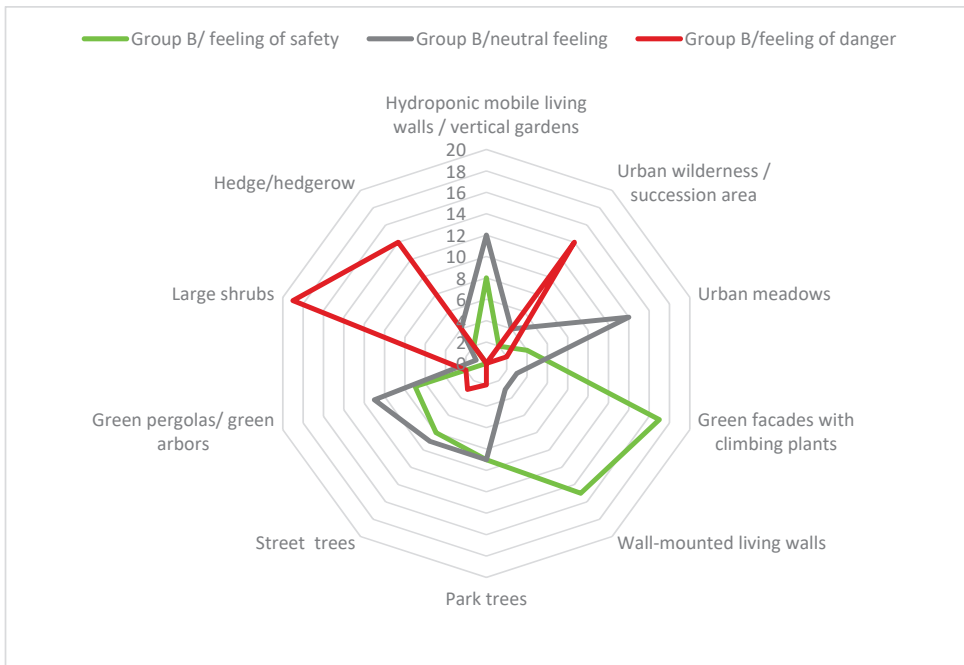 Group B/ feeling of safety
Group B/neutral feeling
Group B/feeling of danger
Hydroponic mobile living
walls / vertical gardens
Urban wilderness /
succession area
Urban meadows
Green facades with
climbing plants
Wall-mounted living walls
Park trees
Street  trees
Green pergolas/ green
arbors
Large shrubs
Hedge/hedgerow
20
18
16
14
12
10
8
6
4
2
0